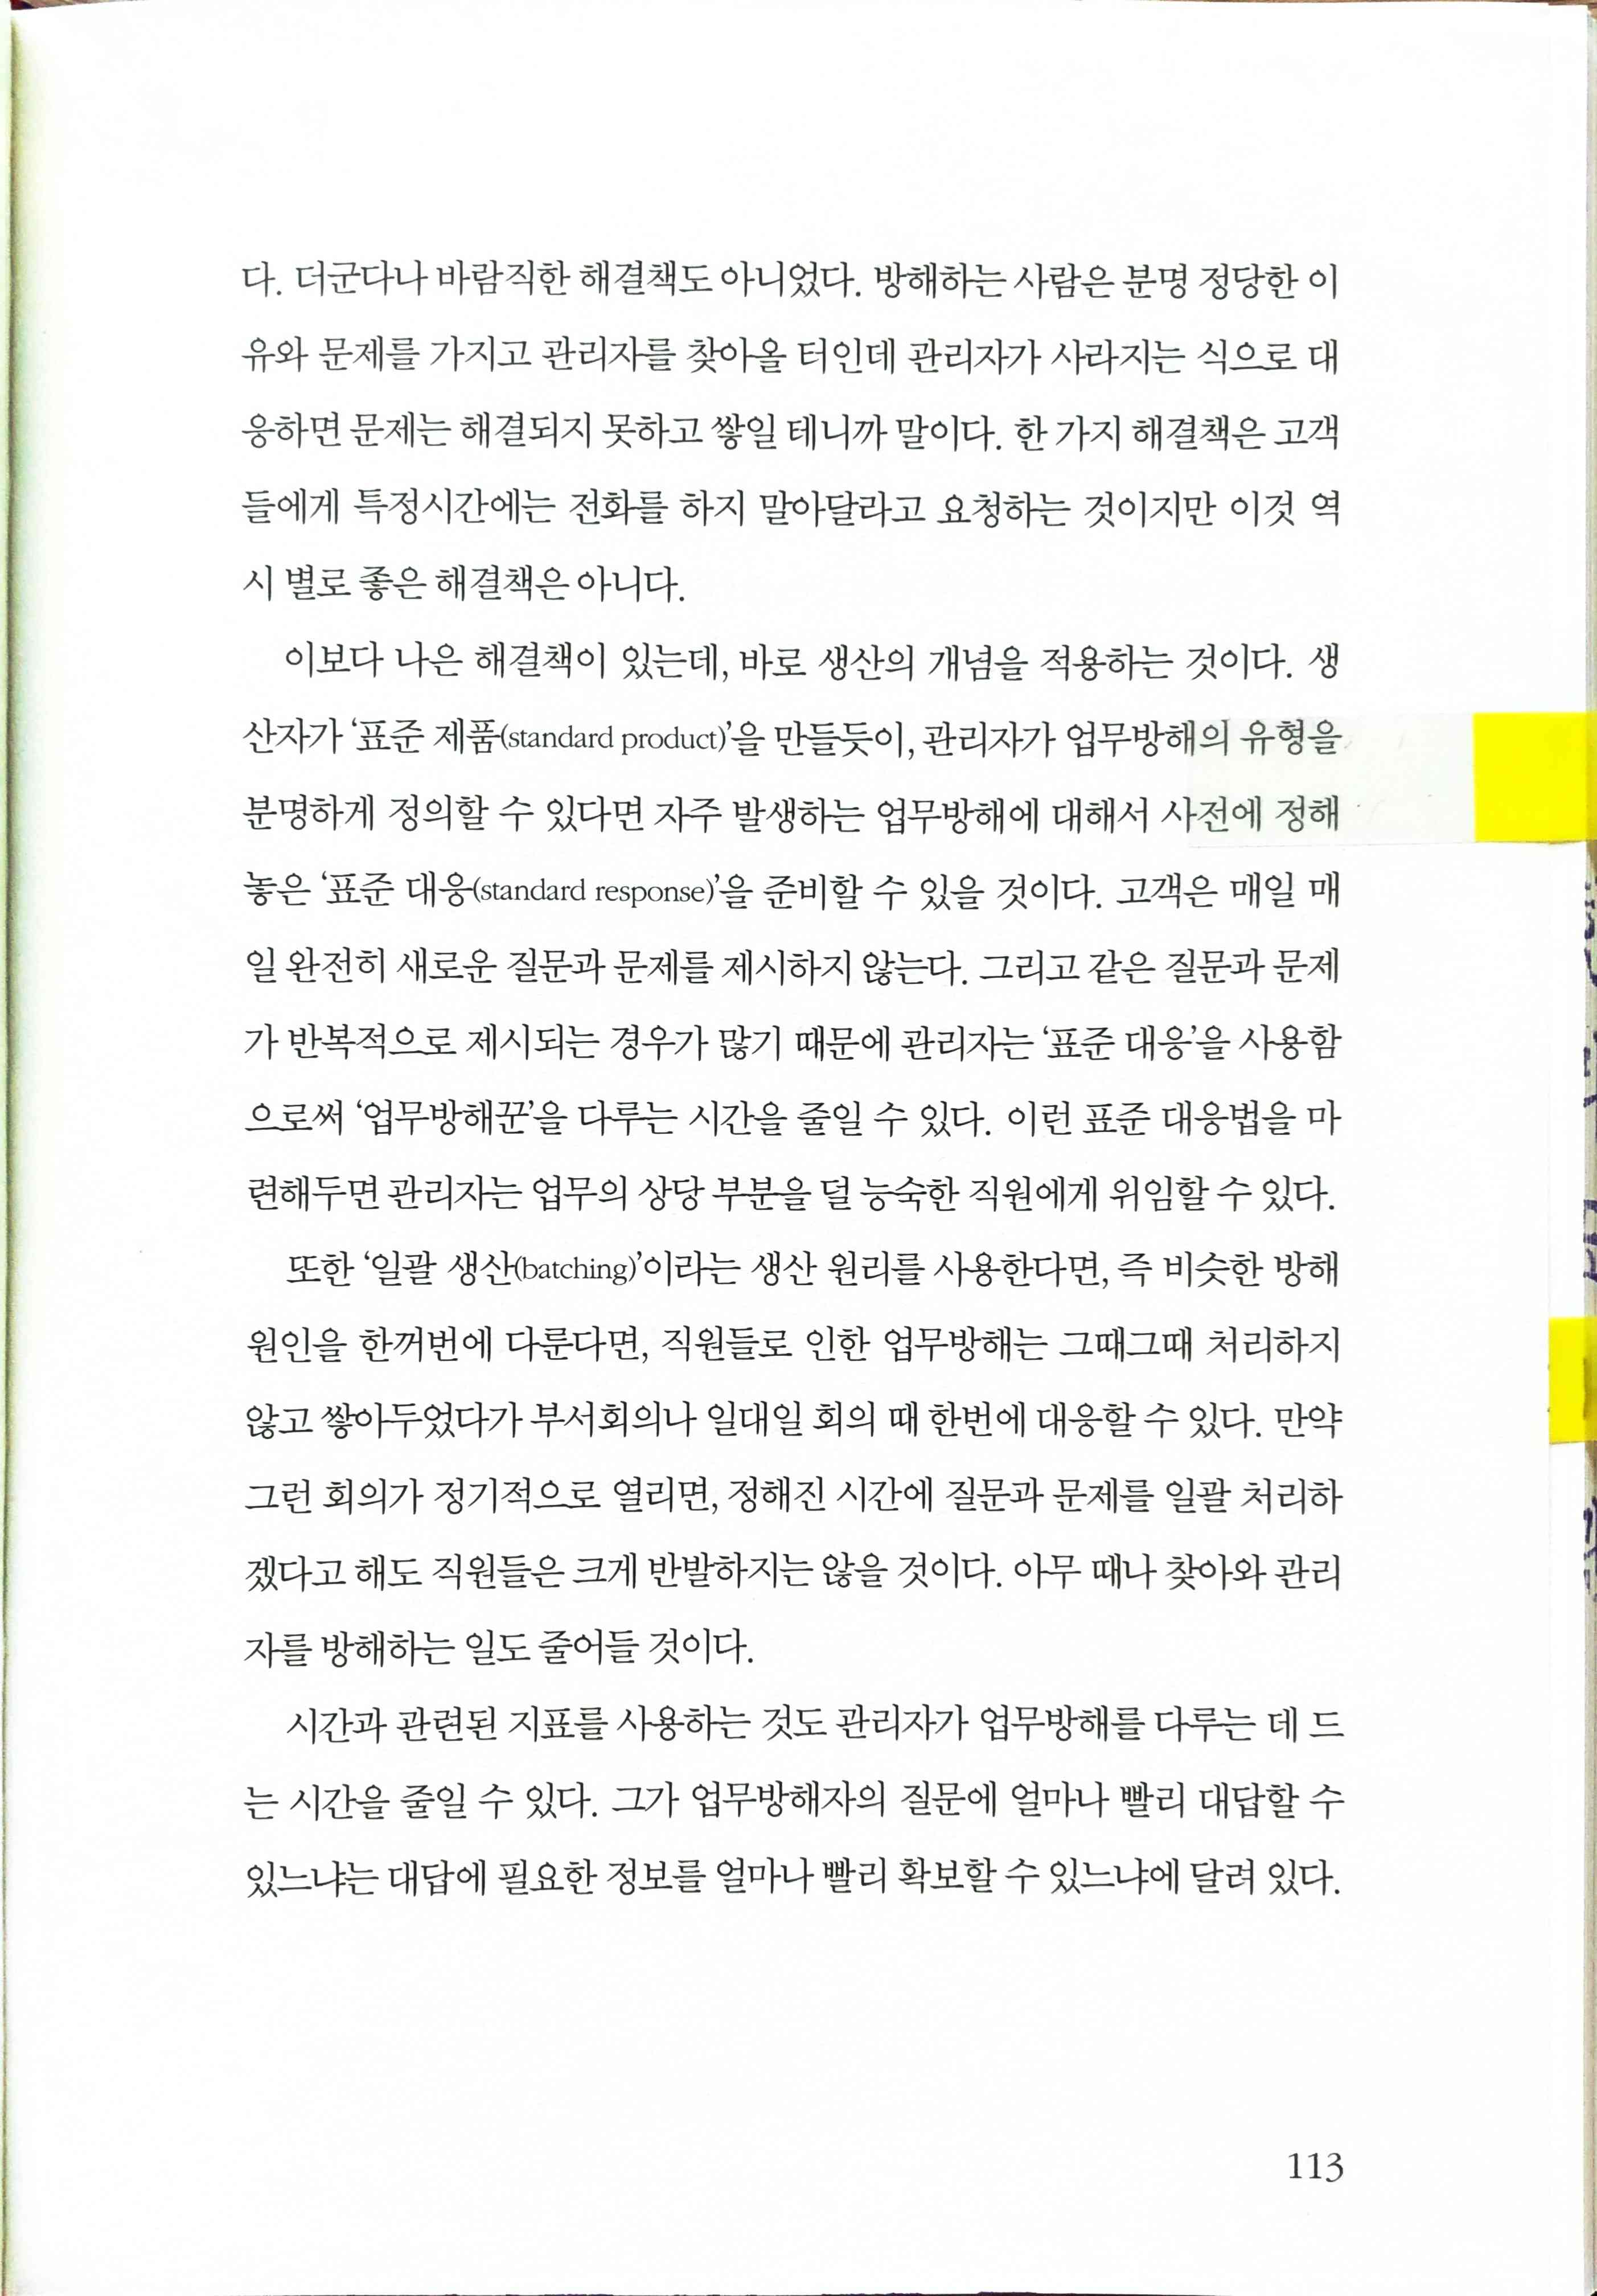 다. 더군다나 바람직한 해결책도 아니었다. 방해하는 사람은 분명 정당한 이
유와 문제를 가지고 관리자를 찾아올 터인데 관리자가 사라지는 식으로 대
응하면 문제는 해결되지 못하고 쌓일 테니까 말이다. 한 가지 해결책은 고객
들에게 특정시간에는 전화를 하지 말아달라고 요청하는 것이지만 이것 역
시 별로 좋은 해결책은 아니다.
이보다 나은 해결책이 있는데, 바로 생산의 개념을 적용하는 것이다. 생
산자가 ‘표준 제품(standard product)’을 만들듯이, 관리자가 업무방해의 유형을
분명하게 정의할 수 있다면 자주 발생하는 업무방해에 대해서 사전에 정해
놓은 ‘표준 대응(standard response)’을 준비할 수 있을 것이다. 고객은 매일 매
일 완전히 새로운 질문과 문제를 제시하지 않는다. 그리고 같은 질문과 문제
가 반복적으로 제시되는 경우가 많기 때문에 관리자는 ‘표준 대응’을 사용함
으로써 ‘업무방해꾼’을 다루는 시간을 줄일 수 있다. 이런 표준 대응법을 마
련해두면 관리자는 업무의 상당 부분을 덜 능숙한 직원에게 위임할 수 있다.
또한 ‘일괄 생산(batching)’이라는 생산 원리를 사용한다면, 즉 비슷한 방해
원인을 한꺼번에 다룬다면, 직원들로 인한 업무방해는 그때그때 처리하지
않고 쌓아두었다가 부서회의나 일대일 회의 때 한번에 대응할 수 있다. 만약
그런 회의가 정기적으로 열리면, 정해진 시간에 질문과 문제를 일괄 처리하
겠다고 해도 직원들은 크게 반발하지는 않을 것이다. 아무 때나 찾아와 관리
자를 방해하는 일도 줄어들 것이다.
시간과 관련된 지표를 사용하는 것도 관리자가 업무방해를 다루는 데 드
는 시간을 줄일 수 있다. 그가 업무방해자의 질문에 얼마나 빨리 대답할 수
있느냐는 대답에 필요한 정보를 얼마나 빨리 확보할 수 있느냐에 달려 있다.
113